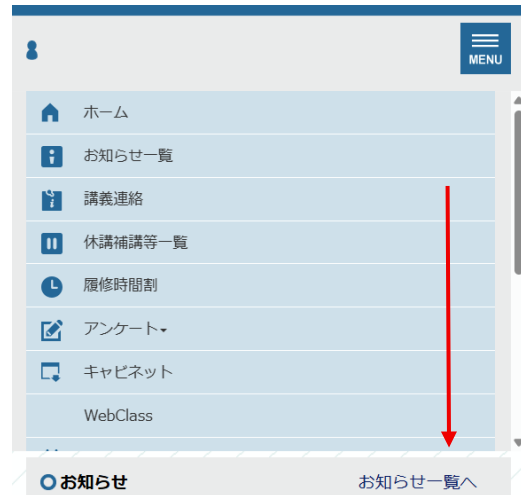 MENU
ホーム
お知らせ一覧
講義連絡
休講補講等一覧
履修時間割
アンケート
キャビネット
WebClass
お知らせ
お知らせ一覧へ